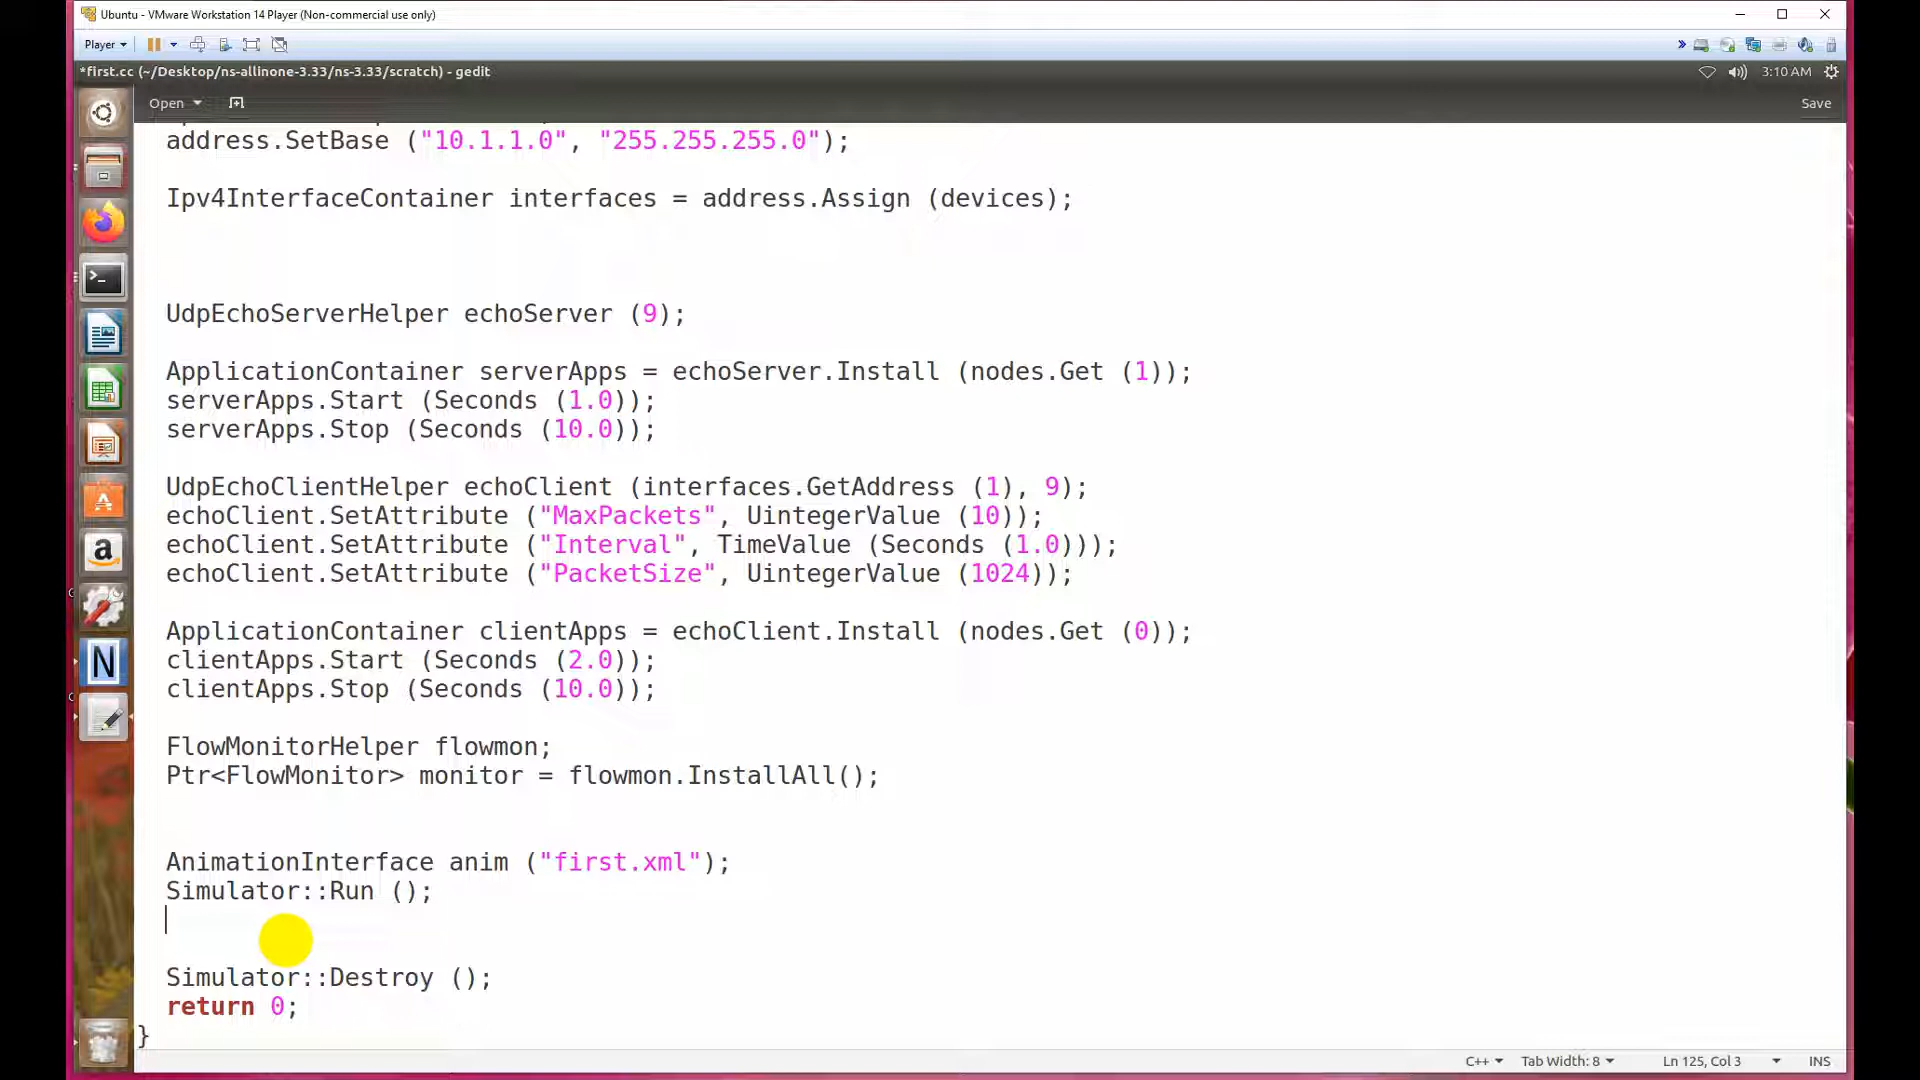 Ubuntu - VMware Workstation 14 Player (Non-commercial use only)
Player
*first.cc (~/Desktop/ns-allinone-3.33/ns-3.33/scratch) - gedit
3:10 AM
Open
Save
address.SetBase ("10.1.1.0", "255.255.255.0");
Ipv4InterfaceContainer interfaces = address.Assign (devices);
UdpEchoServerHelper echoServer (9);
ApplicationContainer serverApps = echoServer.Install (nodes.Get (1));
serverApps.Start (Seconds (1.0));
serverApps.Stop (Seconds (10.0));
UdpEchoClientHelper echoClient (interfaces.GetAddress (1), 9);
echoClient.SetAttribute ("MaxPackets", UintegerValue (10));
echoClient.SetAttribute ("Interval", TimeValue (Seconds (1.0)));
echoClient.SetAttribute ("PacketSize", UintegerValue (1024));
ApplicationContainer clientApps = echoClient.Install (nodes.Get (0));
clientApps.Start (Seconds (2.0));
clientApps.Stop (Seconds (10.0));
FlowMonitorHelper flowmon;
Ptr<FlowMonitor> monitor = flowmon.InstallAll();
AnimationInterface anim ("first.xml");
Simulator::Run ();
Simulator::Destroy ();
return 0;
}
C++ Tab Width: 8 Ln 125, Col 3 INS